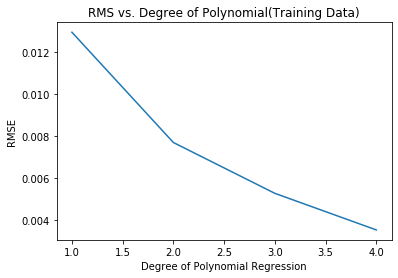 RMS vs. Degree of Polynomial(Training Data)
0.012
0.010
0.008
0.006
0.004
RMSE
1.0 1.5 2.0 2.5 3.0 3.5 4.0
Degree of Polynomial Regression